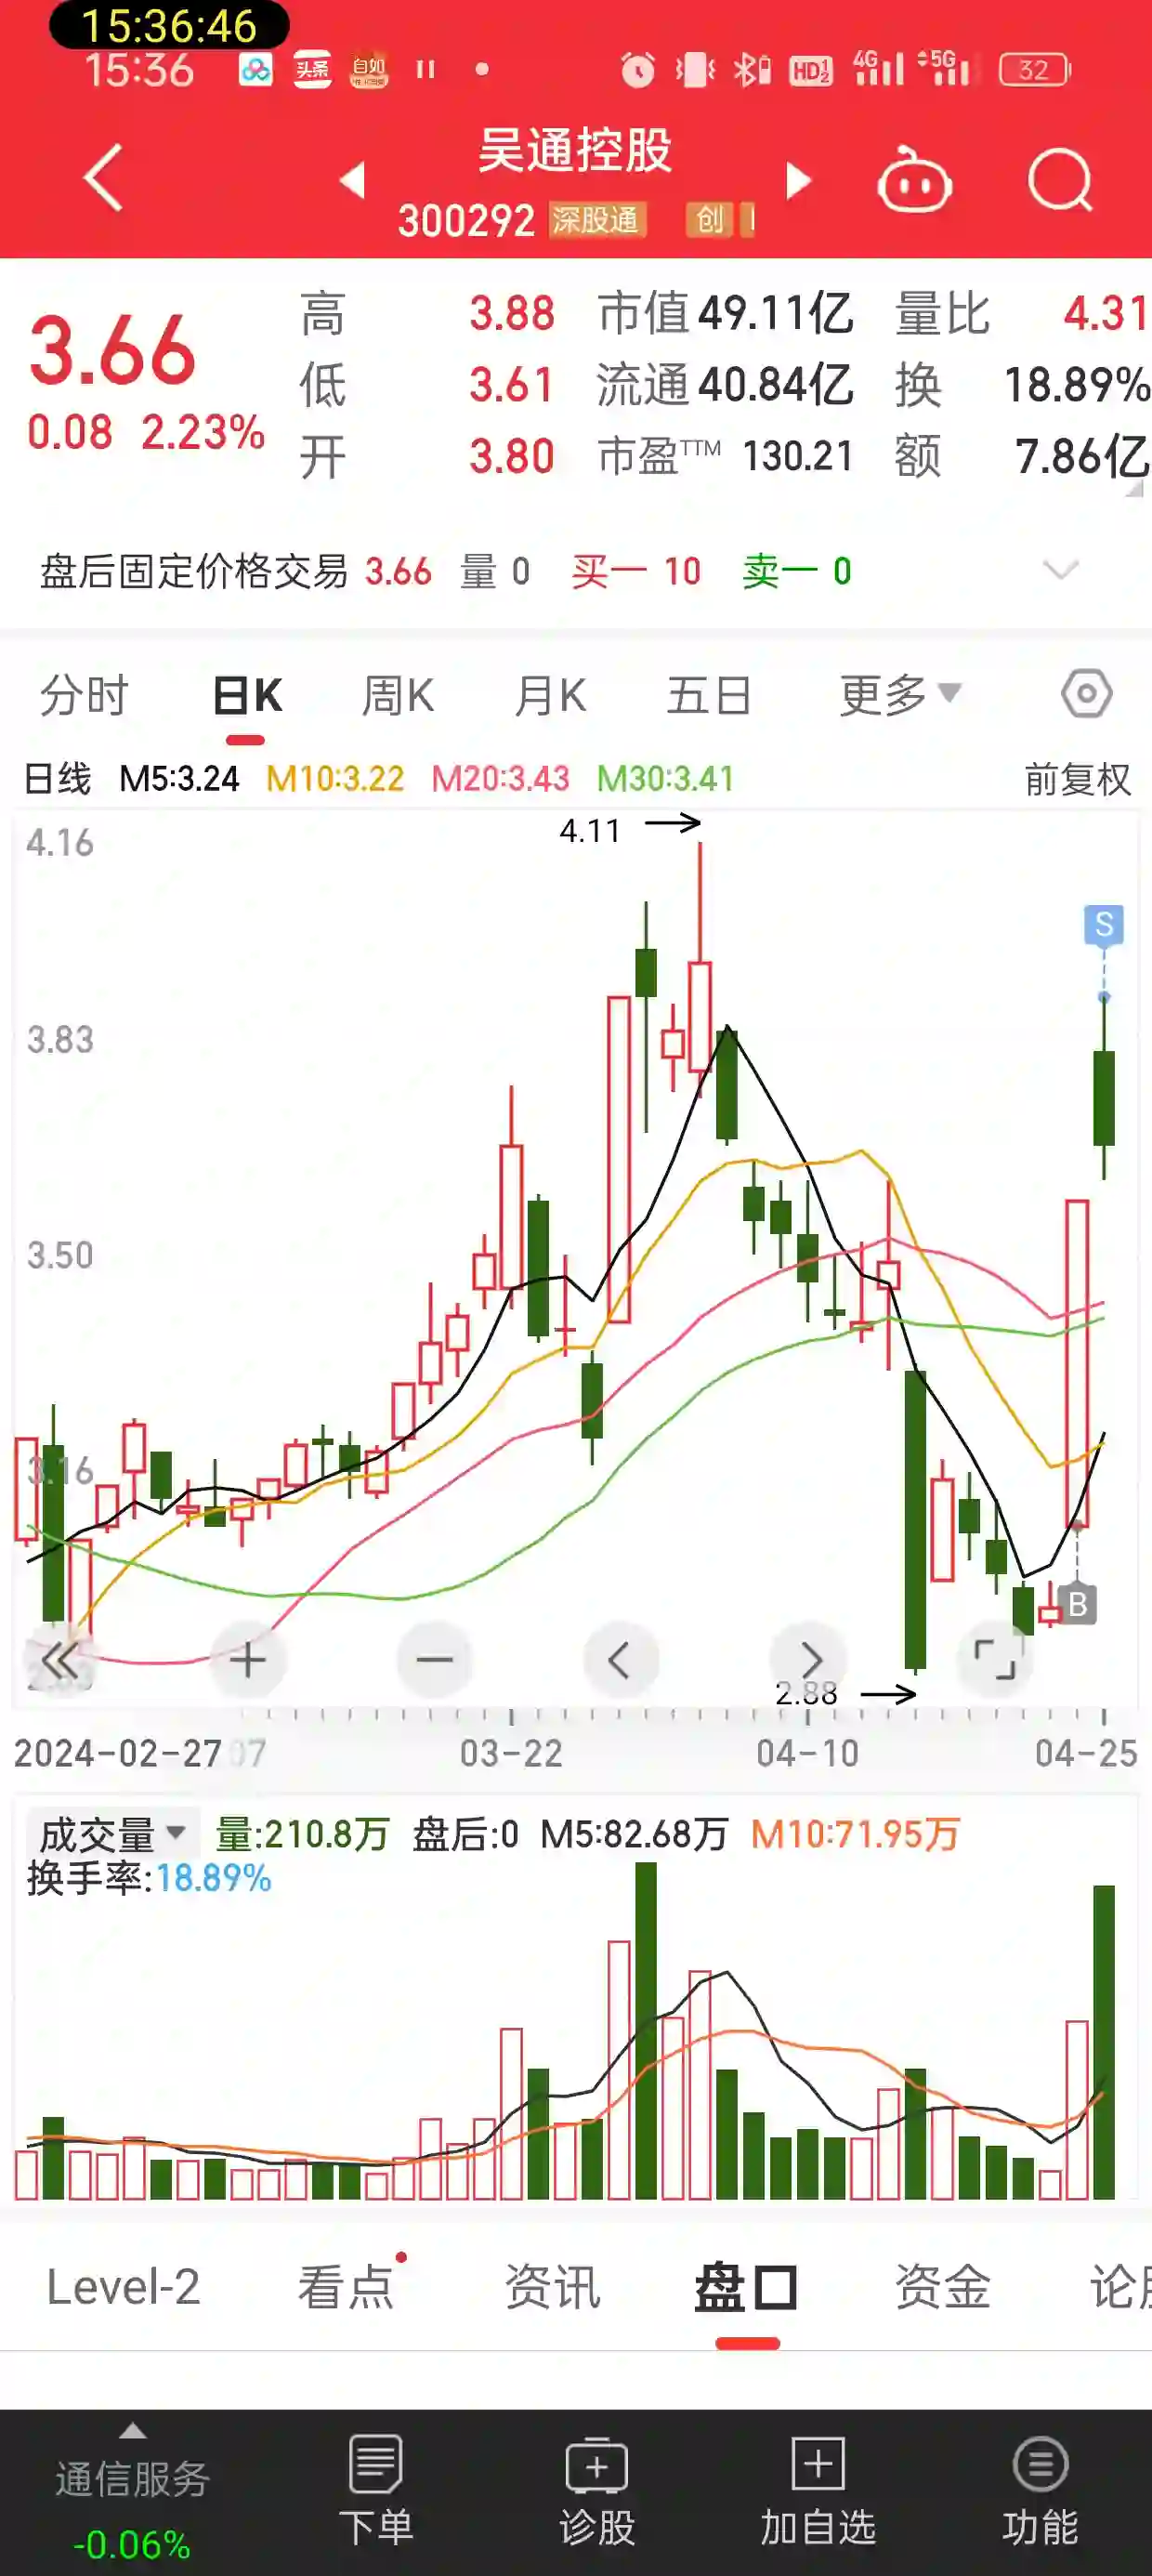 15:36:46
15:36 头条 自如 HD 4G 5G 32
吴通控股
300292 深股通 创
3.66
0.08 2.23%
高 3.88 市值 49.11亿 量比 4.31
低 3.61 流通 40.84亿 换 18.89%
开 3.80 市盈TTM 130.21 额 7.86亿
盘后固定价格交易 3.66 量 0 买一 10 卖一 0
分时 日K 周K 月K 五日 更多
日线 M5:3.24 M10:3.22 M20:3.43 M30:3.41 前复权
4.16
4.11
S
3.83
3.50
3.16
B
2.88
2024-02-27 07 03-22 04-10 04-25
成交量 量:210.8万 盘后:0 M5:82.68万 M10:71.95万
换手率:18.89%
Level-2 看点 资讯 盘口 资金 论
通信服务
-0.06%
下单 诊股 加自选 功能